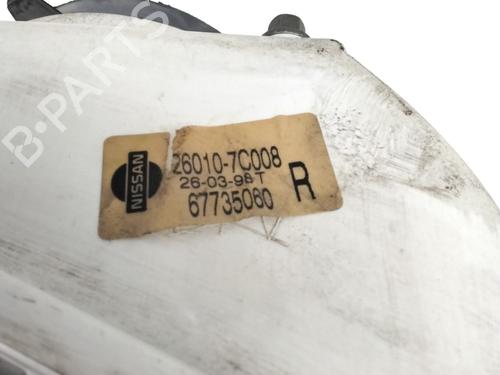 B-PARTS
NISSAN
26010-7C008
26-03-98T
67735060
R